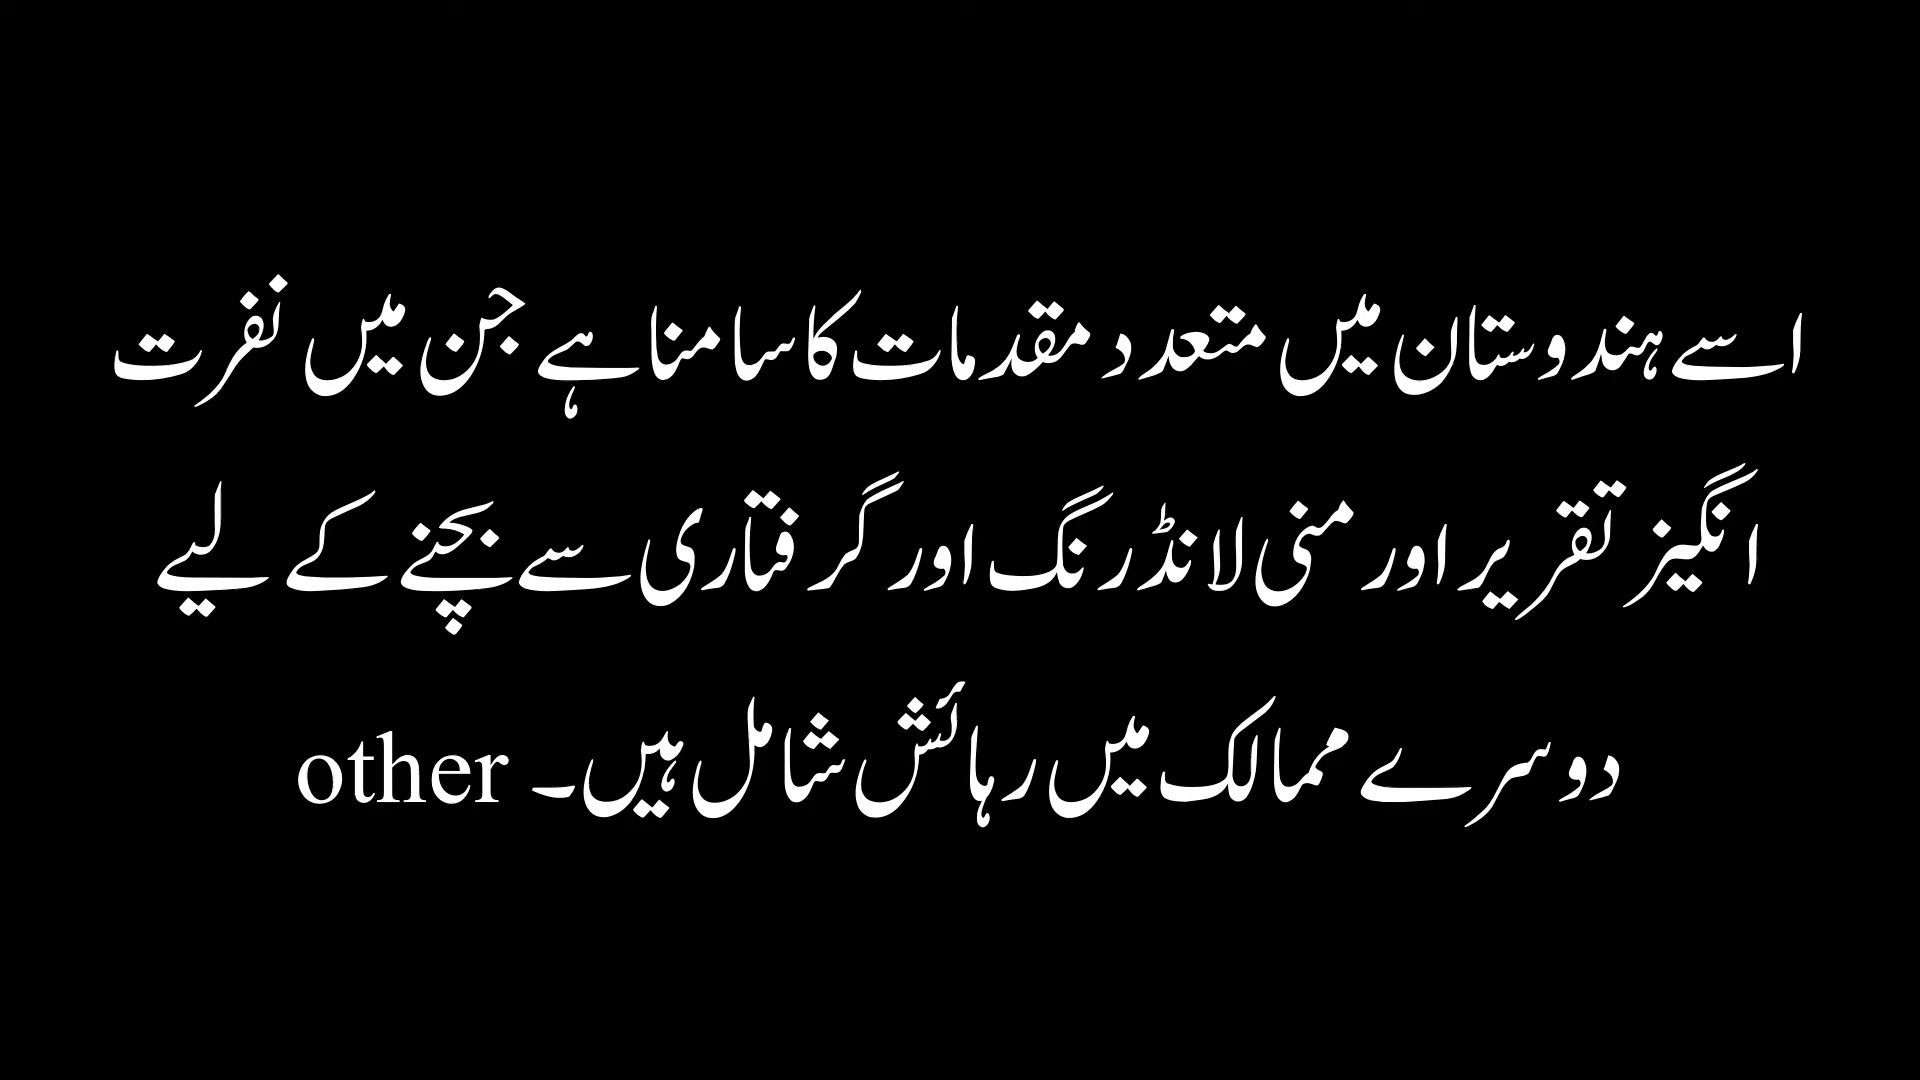 اسے ہندوستان میں متعدد مقدمات کا سامنا ہے جن میں نفرت
انگیز تقریر اور منی لانڈرنگ اور گرفتاری سے بچنے کے لیے
دوسرے ممالک میں رہائش شامل ہیں۔ other